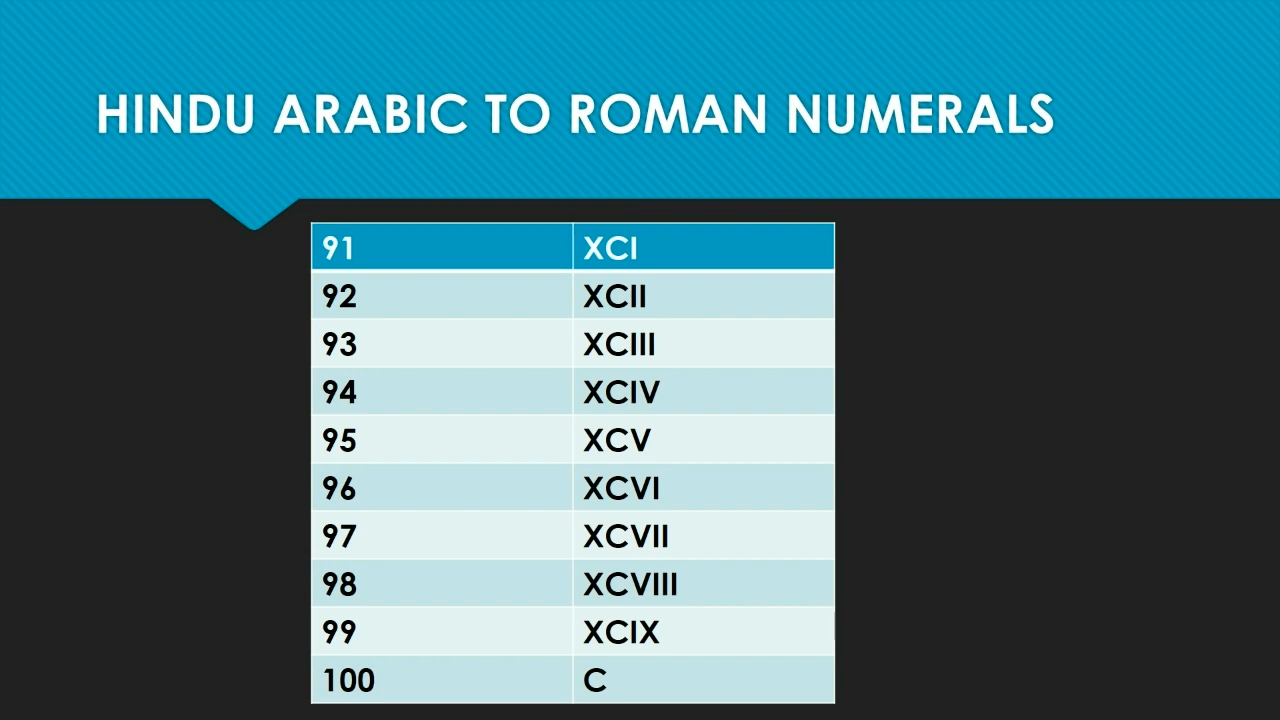 HINDU ARABIC TO ROMAN NUMERALS
91 XCI
92 XCII
93 XCIII
94 XCIV
95 XCV
96 XCVI
97 XCVII
98 XCVIII
99 XCIX
100 C